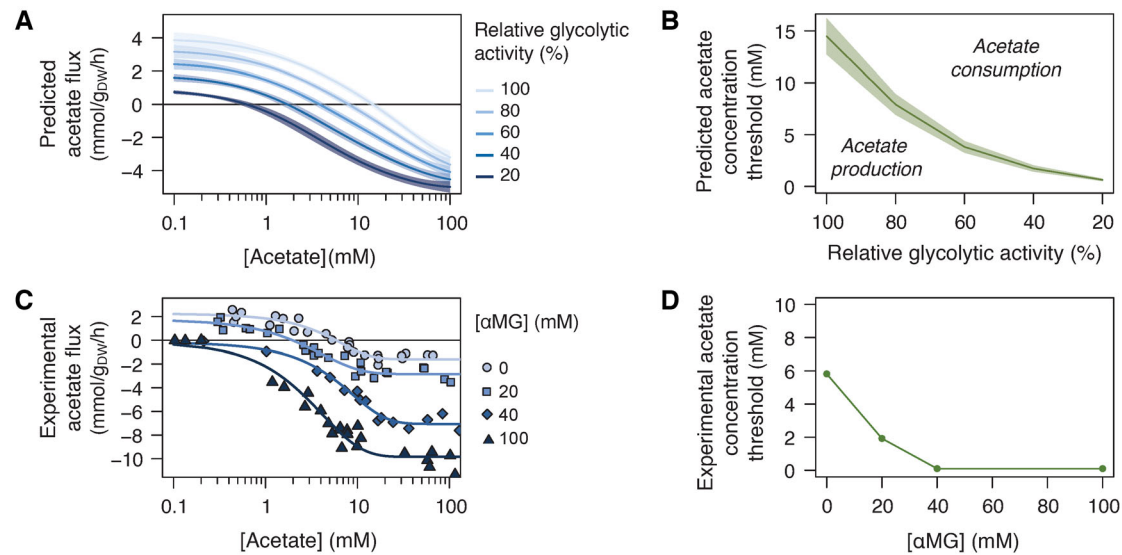 A
Predicted
acetate flux
(mmol/gDW/h)
4
2
0
−2
−4
0.1
1
10
100
[Acetate](mM)
Relative glycolytic
activity (%)
100
80
60
40
20
B
Predicted acetate
concentration
threshold (mM)
15
10
5
0
Acetate
consumption
Acetate
production
100
80
60
40
20
Relative glycolytic activity (%)
C
Experimental
acetate flux
(mmol/gDW/h)
2
0
−2
−4
−6
−8
−10
0.1
1
10
100
[Acetate] (mM)
[αMG] (mM)
0
20
40
100
D
Experimental acetate
concentration
threshold (mM)
10
8
6
4
2
0
0
20
40
60
80
100
[αMG] (mM)